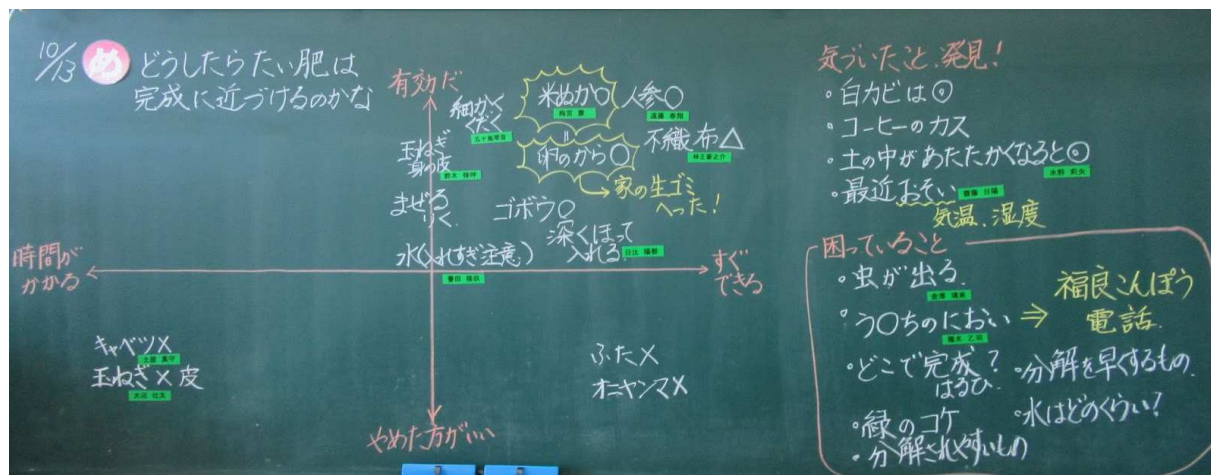 10/13 め どうしたらたい肥は
完成に近づけるのかな
有効だ
細かく
くだく
米ぬか○
人参○
玉ねぎ
身の皮
=
卵のから○
不織布△
→家の生ゴミ
へった!
まぜる
ゴボウ○
深くほって
入れる
水(入れすぎ注意)
時間が
かかる
すぐ
できる
キャベツ×
玉ねぎ×皮
ふた×
オニヤンマ×
やめた方がいい
気づいたこと、発見!
・白カビは◎
・コーヒーのカス
・土の中があたたかくなると◎
・最近おそい
気温、湿度
困っていること
・虫が出る
・う○ちのにおい ⇒ 福良さんぽう
電話
・どこで完成?
はるひ
・分解を早くするもの
・緑のコケ
・水はどのくらい?
・分解されやすいもの